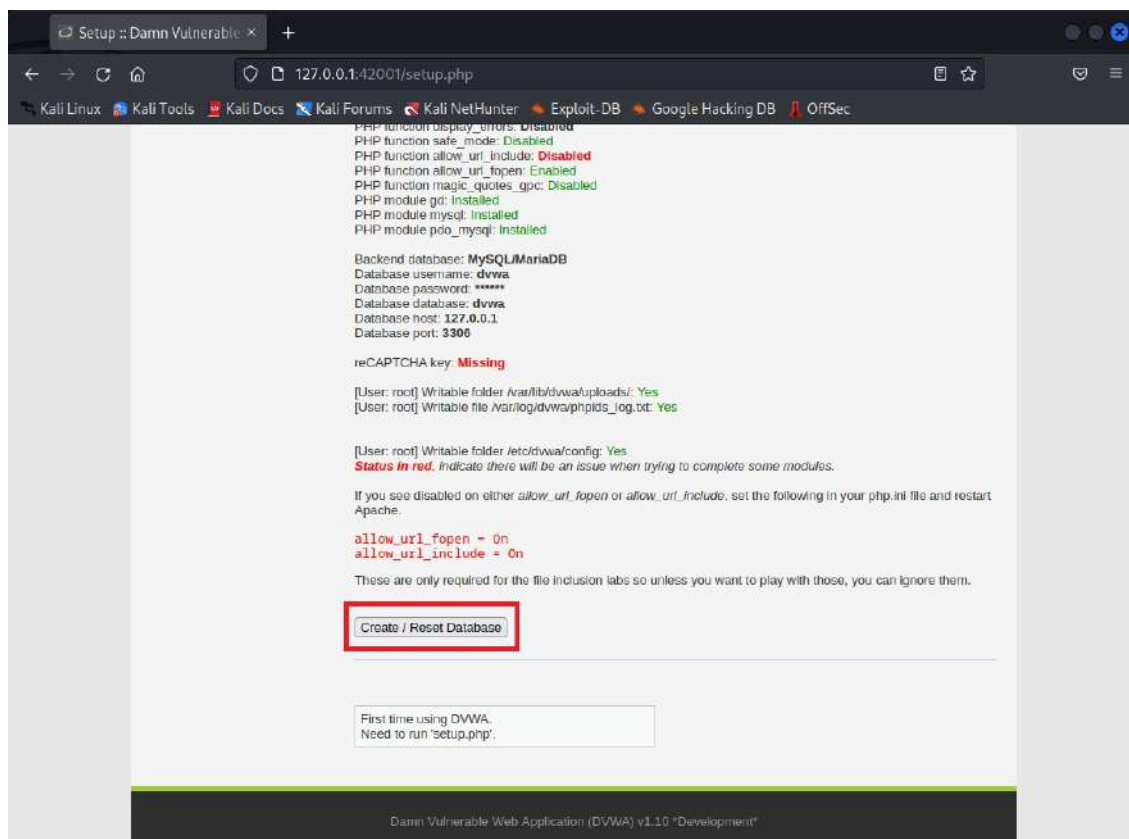 Setup :: Damn Vulnerable
127.0.0.1:42001/setup.php
Kali Linux Kali Tools Kali Docs Kali Forums Kali NetHunter Exploit-DB Google Hacking DB OffSec
PHP function display_errors: Disabled
PHP function safe_mode: Disabled
PHP function allow_url_include: Disabled
PHP function allow_url_fopen: Enabled
PHP function magic_quotes_gpc: Disabled
PHP module gd: Installed
PHP module mysql: Installed
PHP module pdo_mysql: Installed
Backend database: MySQL/MariaDB
Database username: dvwa
Database password: ******
Database database: dvwa
Database host: 127.0.0.1
Database port: 3306
reCAPTCHA key: Missing
[User: root] Writable folder /var/lib/dvwa/uploads/: Yes
[User: root] Writable file /var/log/dvwa/phpids_log.txt: Yes
[User: root] Writable folder /etc/dvwa/config: Yes
Status in red, indicate there will be an issue when trying to complete some modules.
If you see disabled on either allow_url_fopen or allow_url_include, set the following in your php.ini file and restart
Apache.
allow_url_fopen = On
allow_url_include = On
These are only required for the file inclusion labs so unless you want to play with those, you can ignore them.
Create / Reset Database
First time using DVWA.
Need to run 'setup.php'.
Damn Vulnerable Web Application (DVWA) v1.10 *Development*